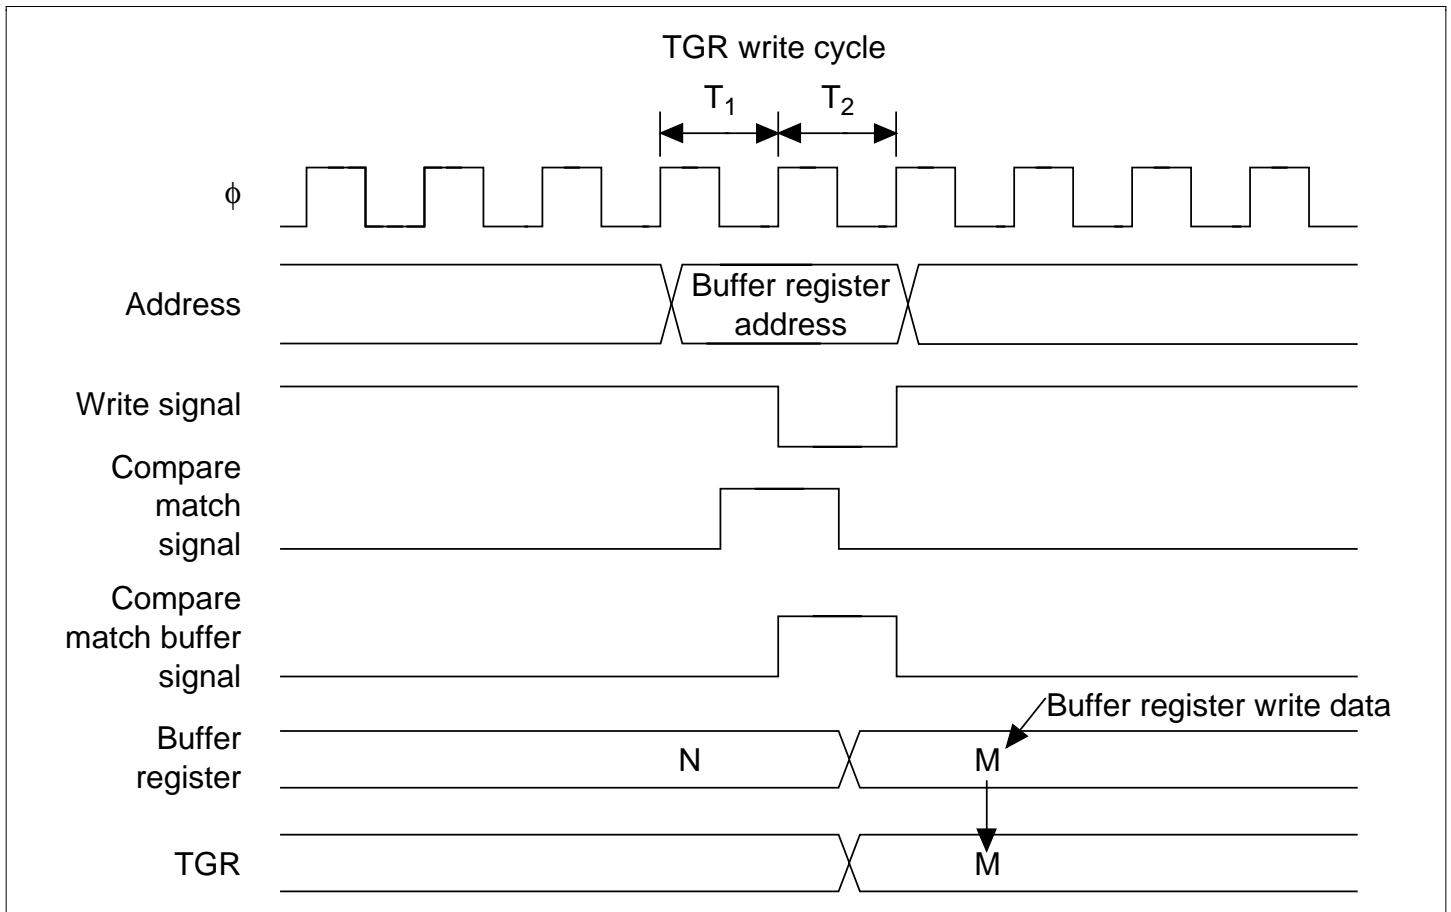 TGR write cycle
T1 T2
ϕ
Address
Buffer register
address
Write signal
Compare
match
signal
Compare
match buffer
signal
Buffer register write data
Buffer
register
N M
TGR
M